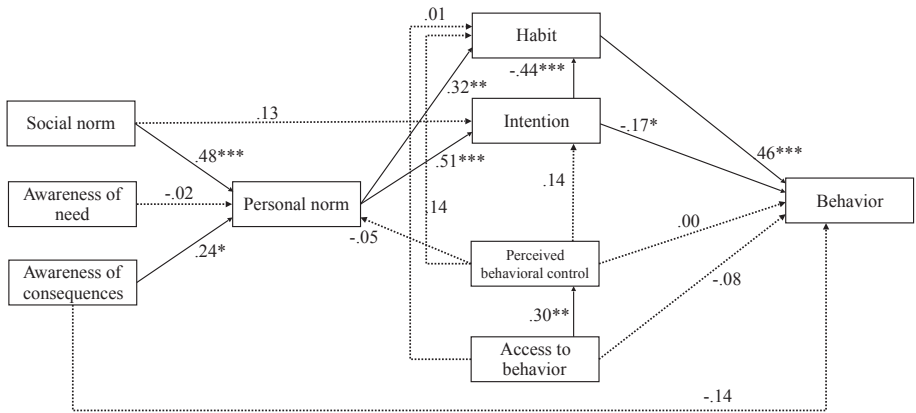 .01
Habit
-.44***
.32**
.13
Social norm
Intention
-.17*
.48***
.51***
46***
Awareness of
need
-.02
Personal norm
.14
.14
Behavior
-.05
.00
Awareness of
consequences
.24*
Perceived
behavioral control
-.08
.30**
Access to
behavior
-.14